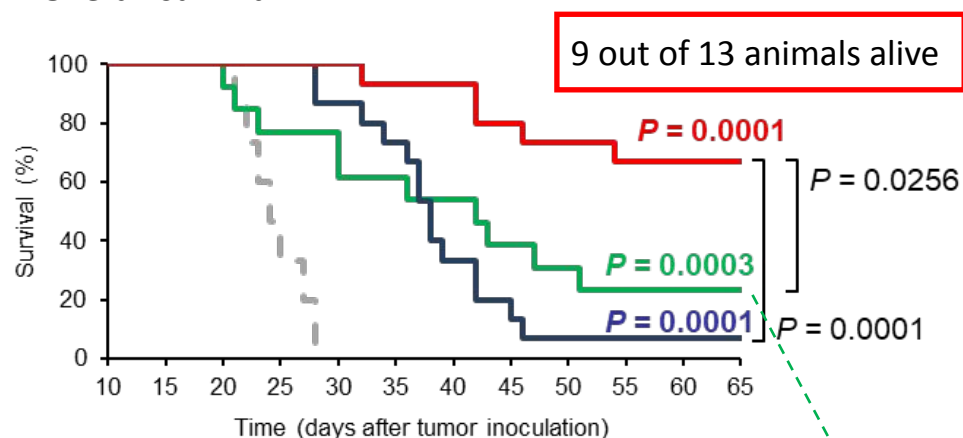 9 out of 13 animals alive
100
80
60
40
20
0
Survival (%)
P = 0.0001
P = 0.0256
P = 0.0003
P = 0.0001
P = 0.0001
10 15 20 25 30 35 40 45 50 55 60 65
Time (days after tumor inoculation)